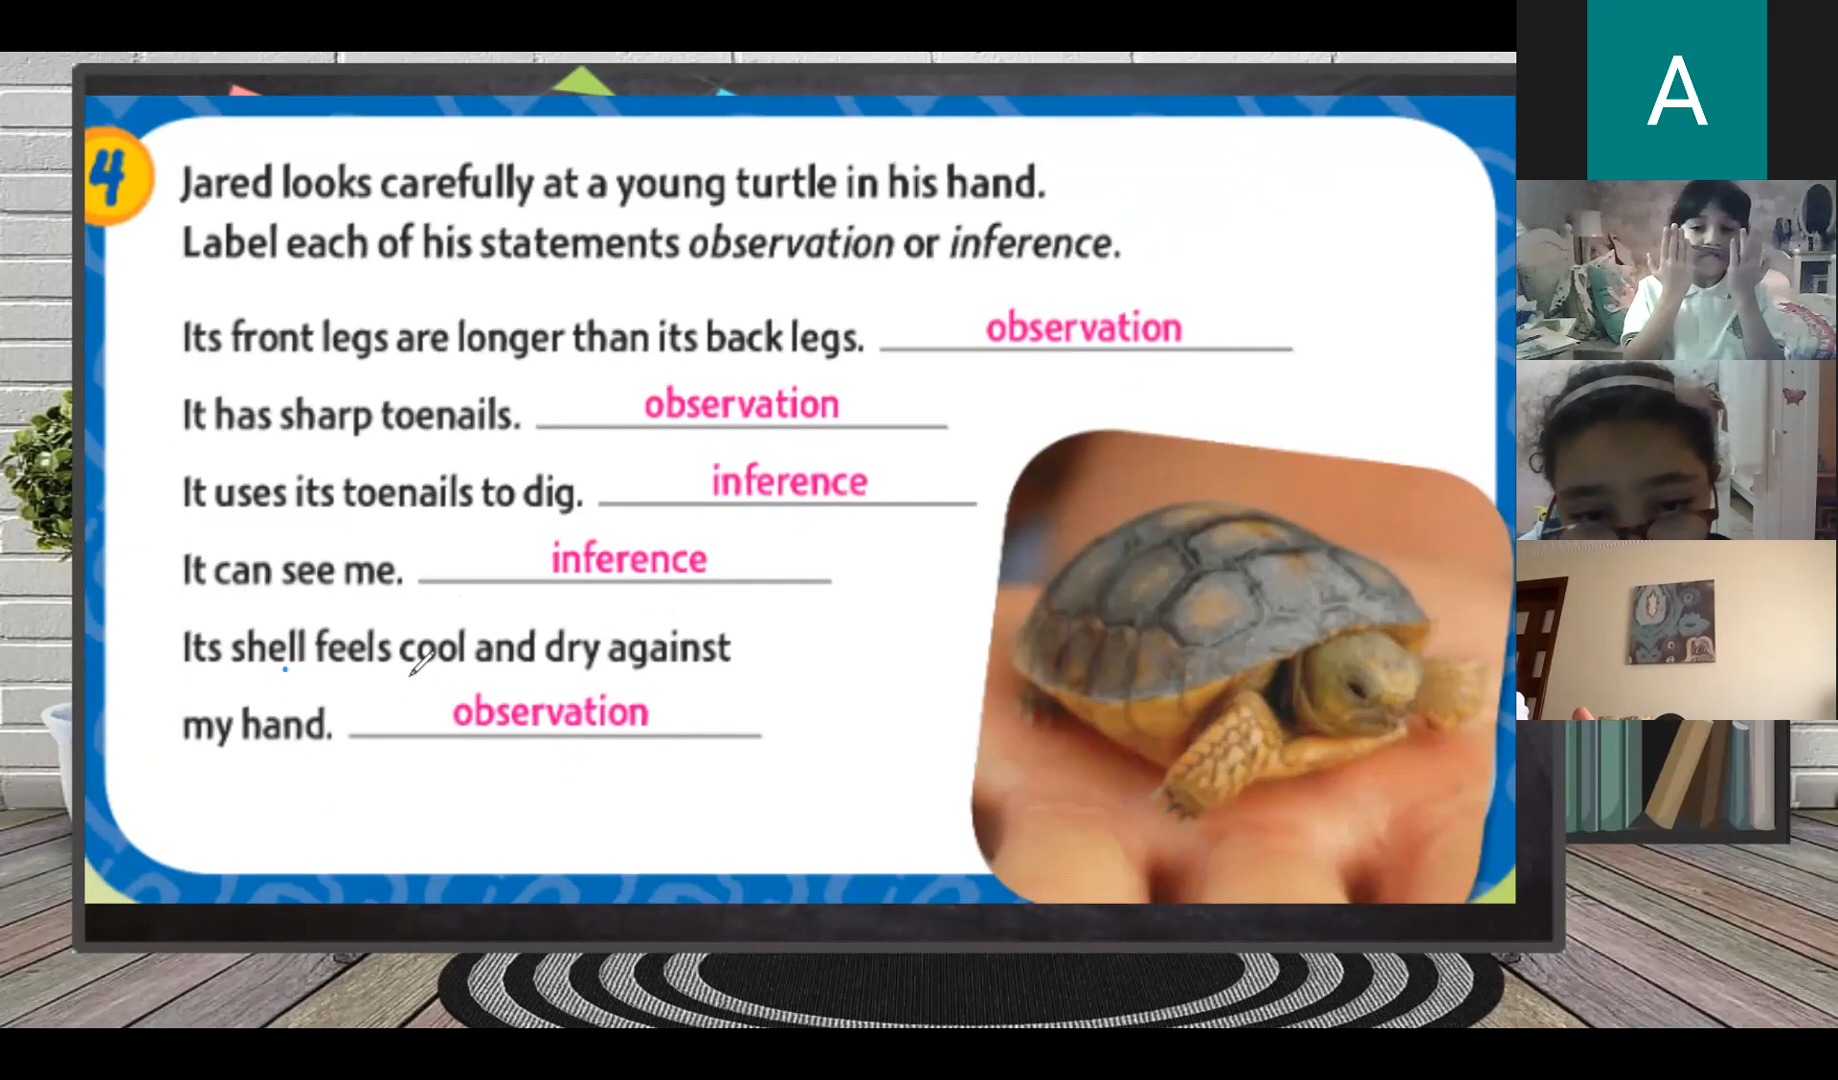 4
Jared looks carefully at a young turtle in his hand.
Label each of his statements observation or inference.
Its front legs are longer than its back legs. observation
It has sharp toenails. observation
It uses its toenails to dig. inference
It can see me. inference
Its shell feels cool and dry against
my hand. observation
A